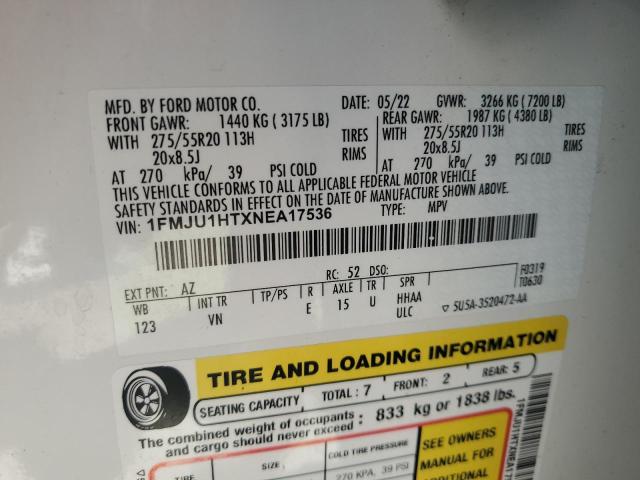 MFD. BY FORD MOTOR CO. DATE: 05/22 GVWR: 3266 KG (7200 LB)
FRONT GAWR: 1440 KG (3175 LB) REAR GAWR: 1987 KG (4380 LB)
WITH 275/55R20 113H TIRES WITH 275/55R20 113H TIRES
20x8.5J RIMS 20x8.5J RIMS
AT 270 kPa/ 39 PSI COLD AT 270 kPa/ 39 PSI COLD
THIS VEHICLE CONFORMS TO ALL APPLICABLE FEDERAL MOTOR VEHICLE
SAFETY STANDARDS IN EFFECT ON THE DATE OF MANUFACTURE SHOWN ABOVE.
VIN: 1FMJU1HTXNEA17536 TYPE: MPV
EXT PNT: AZ RC: 52 DSO: F0319
T0630
WB INT TR TP/PS R AXLE TR SPR
123 VN E 15 U HHAA
ULC ▽ 5U5A-3520472-AA
TIRE AND LOADING INFORMATION
SEATING CAPACITY TOTAL: 7 FRONT: 2 REAR: 5
The combined weight of occupants and cargo should never exceed: 833 kg or 1838 lbs.
TIRE SIZE COLD TIRE PRESSURE
270 KPA, 39 PSI
SEE OWNERS
MANUAL FOR
ADDITIONAL